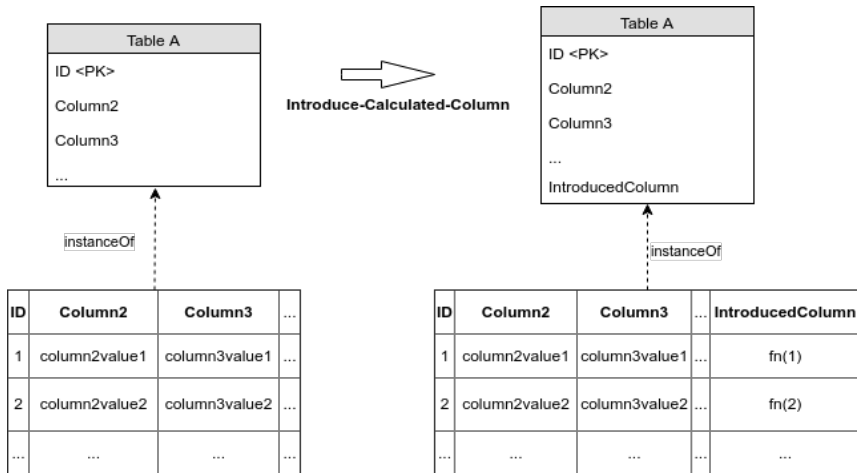 Table A
ID <PK>
Column2
Column3
...
Introduce-Calculated-Column
Table A
ID <PK>
Column2
Column3
...
IntroducedColumn
instanceOf
instanceOf
ID Column2 Column3 ...
1 column2value1 column3value1 ...
2 column2value2 column3value2 ...
... ... ... ...
ID Column2 Column3 ... IntroducedColumn
1 column2value1 column3value1 ... fn(1)
2 column2value2 column3value2 ... fn(2)
... ... ... ... ...